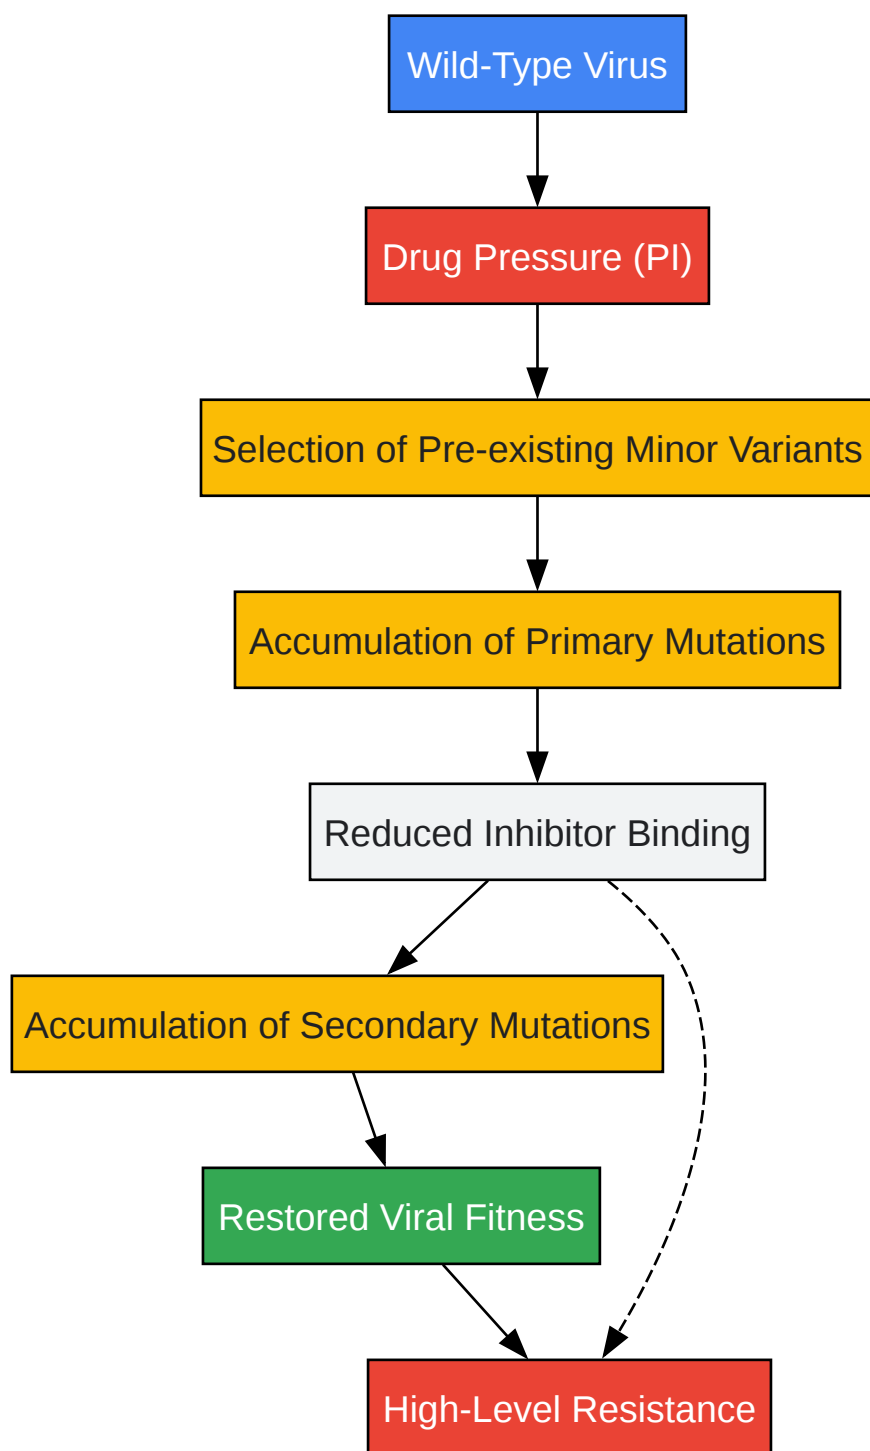 Wild-Type Virus
Drug Pressure (PI)
Selection of Pre-existing Minor Variants
Accumulation of Primary Mutations
Reduced Inhibitor Binding
Accumulation of Secondary Mutations
Restored Viral Fitness
High-Level Resistance